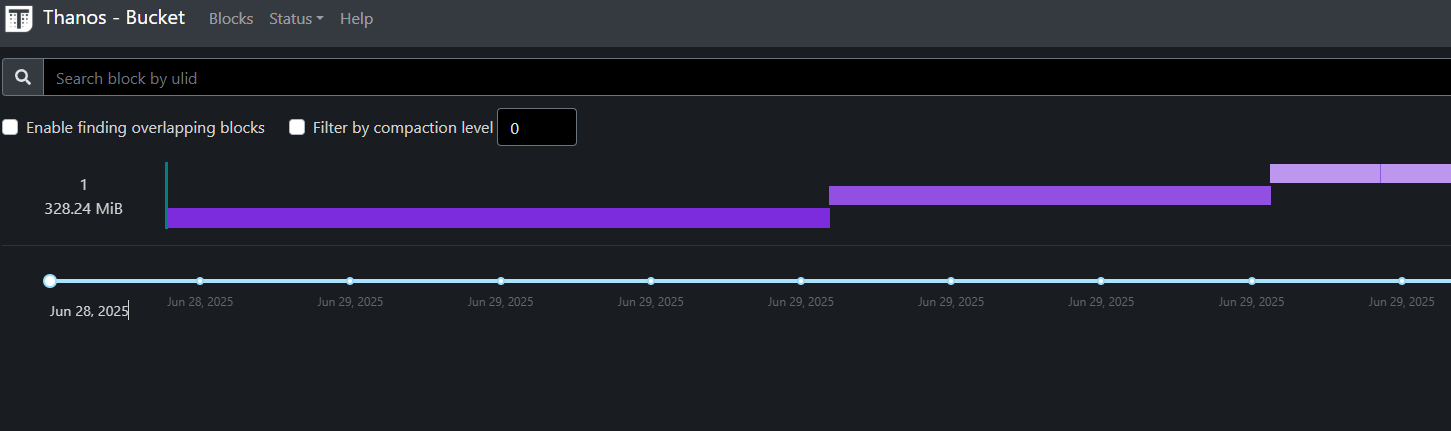 Thanos - Bucket Blocks Status Help
Search block by ulid
Enable finding overlapping blocks Filter by compaction level 0
1
328.24 MiB
Jun 28, 2025 Jun 29, 2025 Jun 29, 2025 Jun 29, 2025 Jun 29, 2025 Jun 29, 2025 Jun 29, 2025 Jun 29, 2025 Jun 29, 2025
Jun 28, 2025